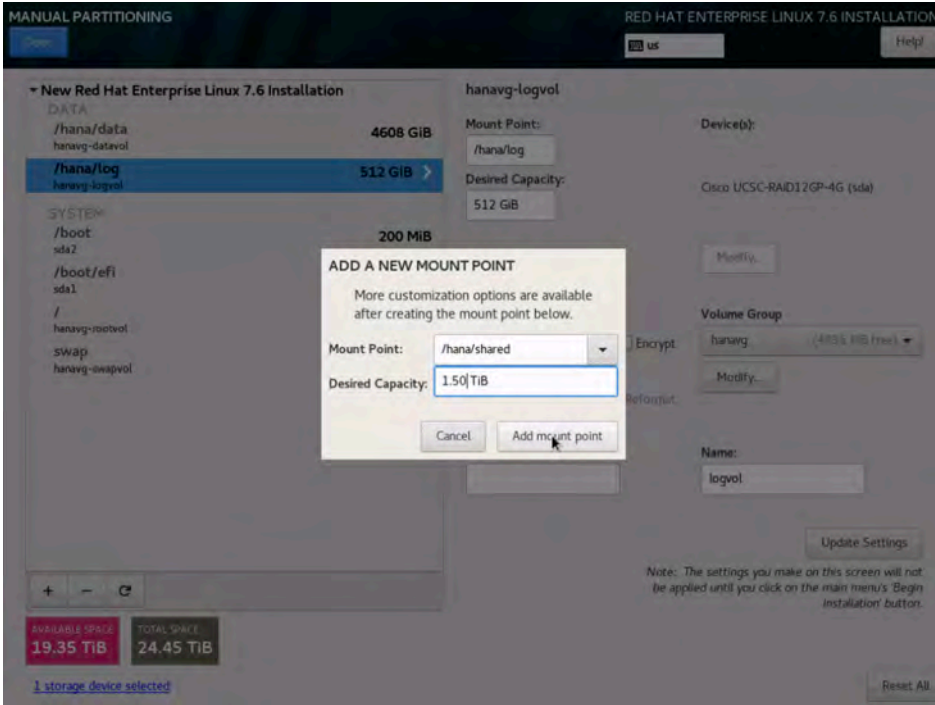 MANUAL PARTITIONING
RED HAT ENTERPRISE LINUX 7.6 INSTALLATION
Done
us
Help!
New Red Hat Enterprise Linux 7.6 Installation
DATA
/hana/data
4608 GiB
hanavg-datavol
/hana/log
512 GiB
hanavg-logvol
SYSTEM
/boot
200 MiB
sda2
/boot/efi
sda1
/
hanavg-rootvol
swap
hanavg-swapvol
+ -
AVAILABLE SPACE
19.35 TiB
TOTAL SPACE
24.45 TiB
1 storage device selected
hanavg-logvol
Mount Point:
/hana/log
Desired Capacity:
512 GiB
Device(s):
Cisco UCSC-RAID12GP-4G (sda)
Modify...
Encrypt
Volume Group
hanavg
Modify...
Reformat
Name:
logvol
Update Settings
Note: The settings you make on this screen will not
be applied until you click on the main menu's 'Begin
Installation' button.
Reset All
ADD A NEW MOUNT POINT
More customization options are available
after creating the mount point below.
Mount Point:
/hana/shared
Desired Capacity:
1.50 TiB
Cancel
Add mount point